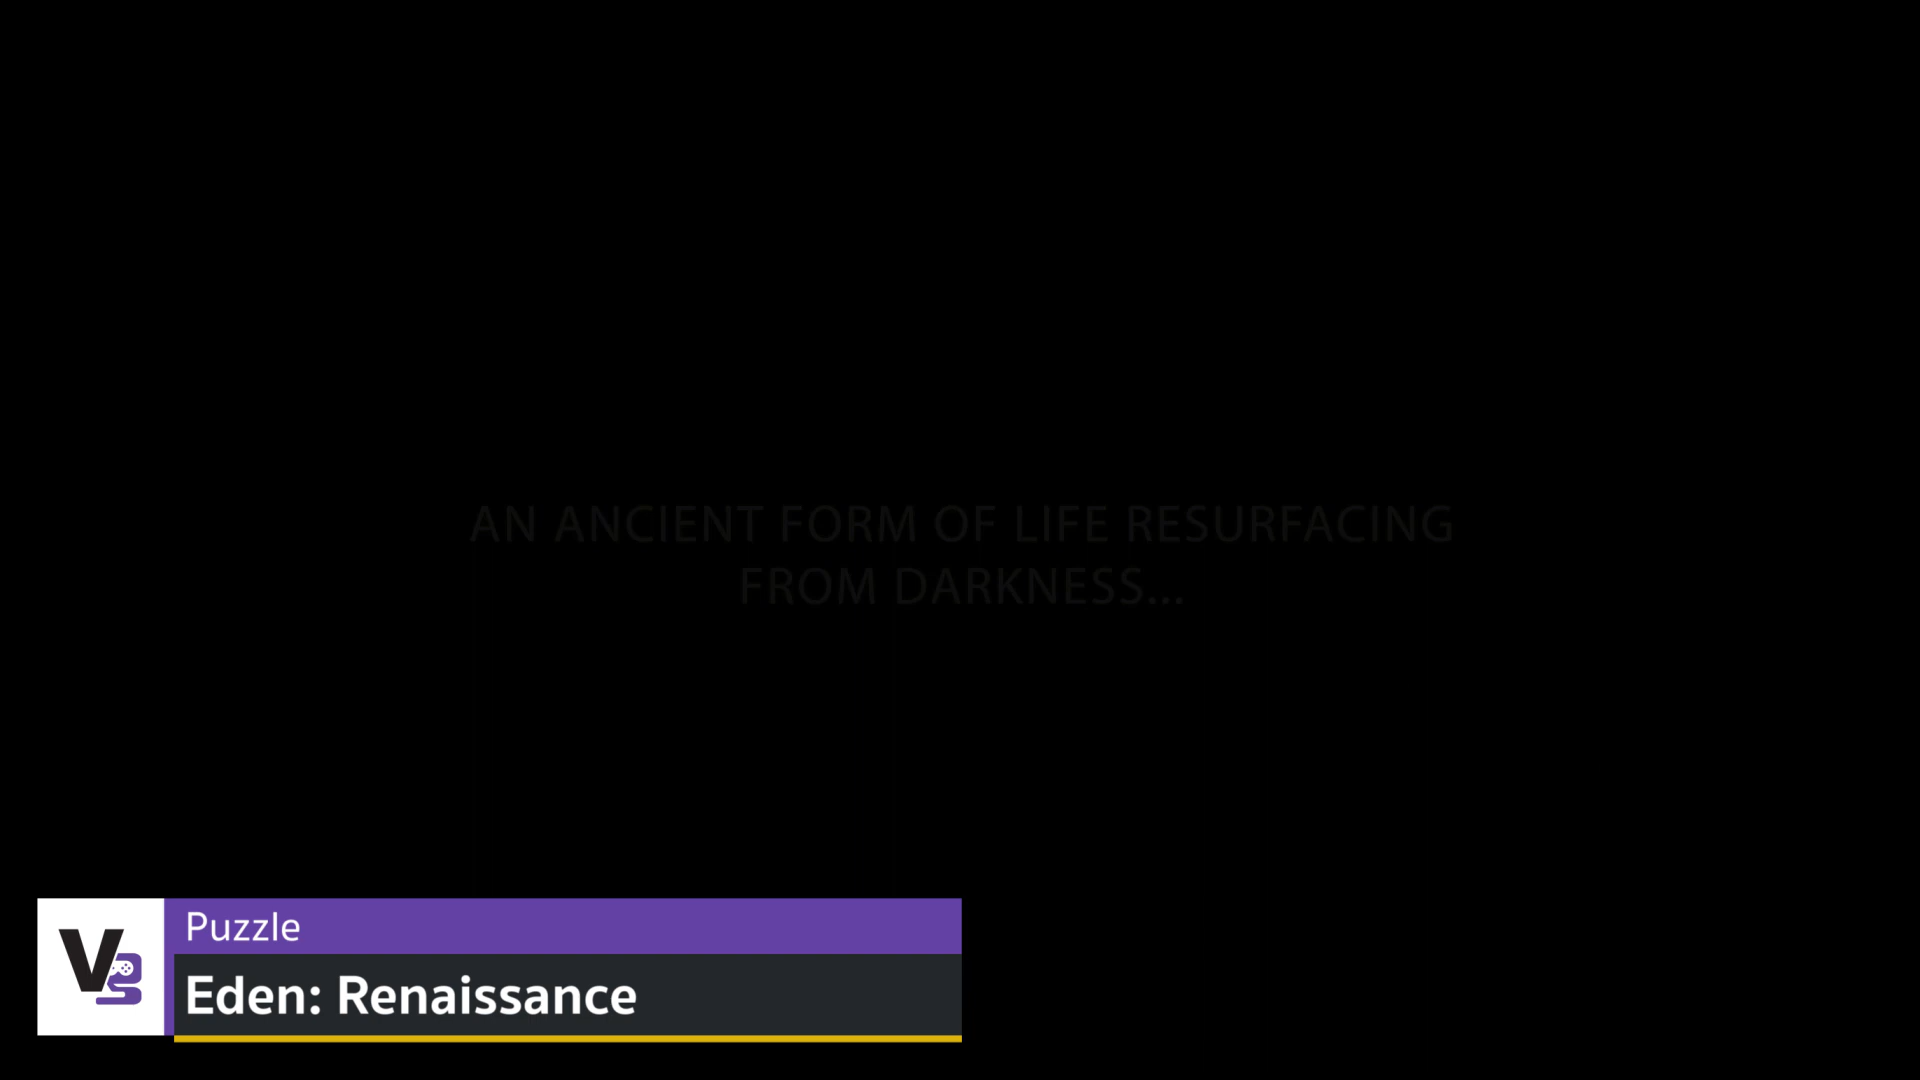 AN ANCIENT FORM OF LIFE RESURFACING
FROM DARKNESS...
Puzzle
Eden: Renaissance